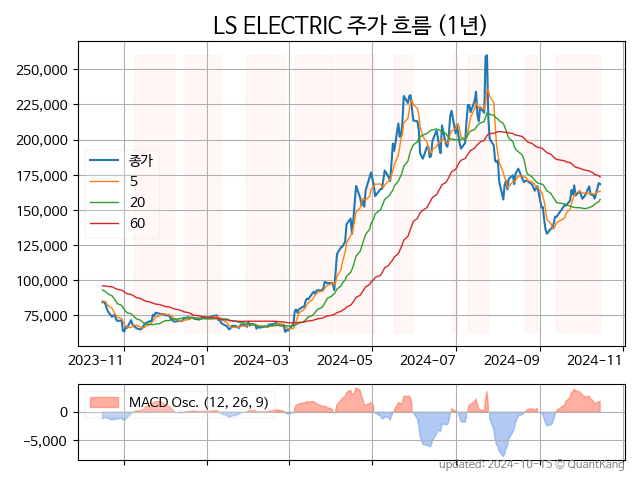 LS ELECTRIC 주가 흐름 (1년)
250,000
225,000
200,000
175,000
150,000
125,000
100,000
75,000
종가
5
20
60
2023-11 2024-01 2024-03 2024-05 2024-07 2024-09 2024-11
MACD Osc. (12, 26, 9)
0
−5,000
updated: 2024-10-15 © QuantKang